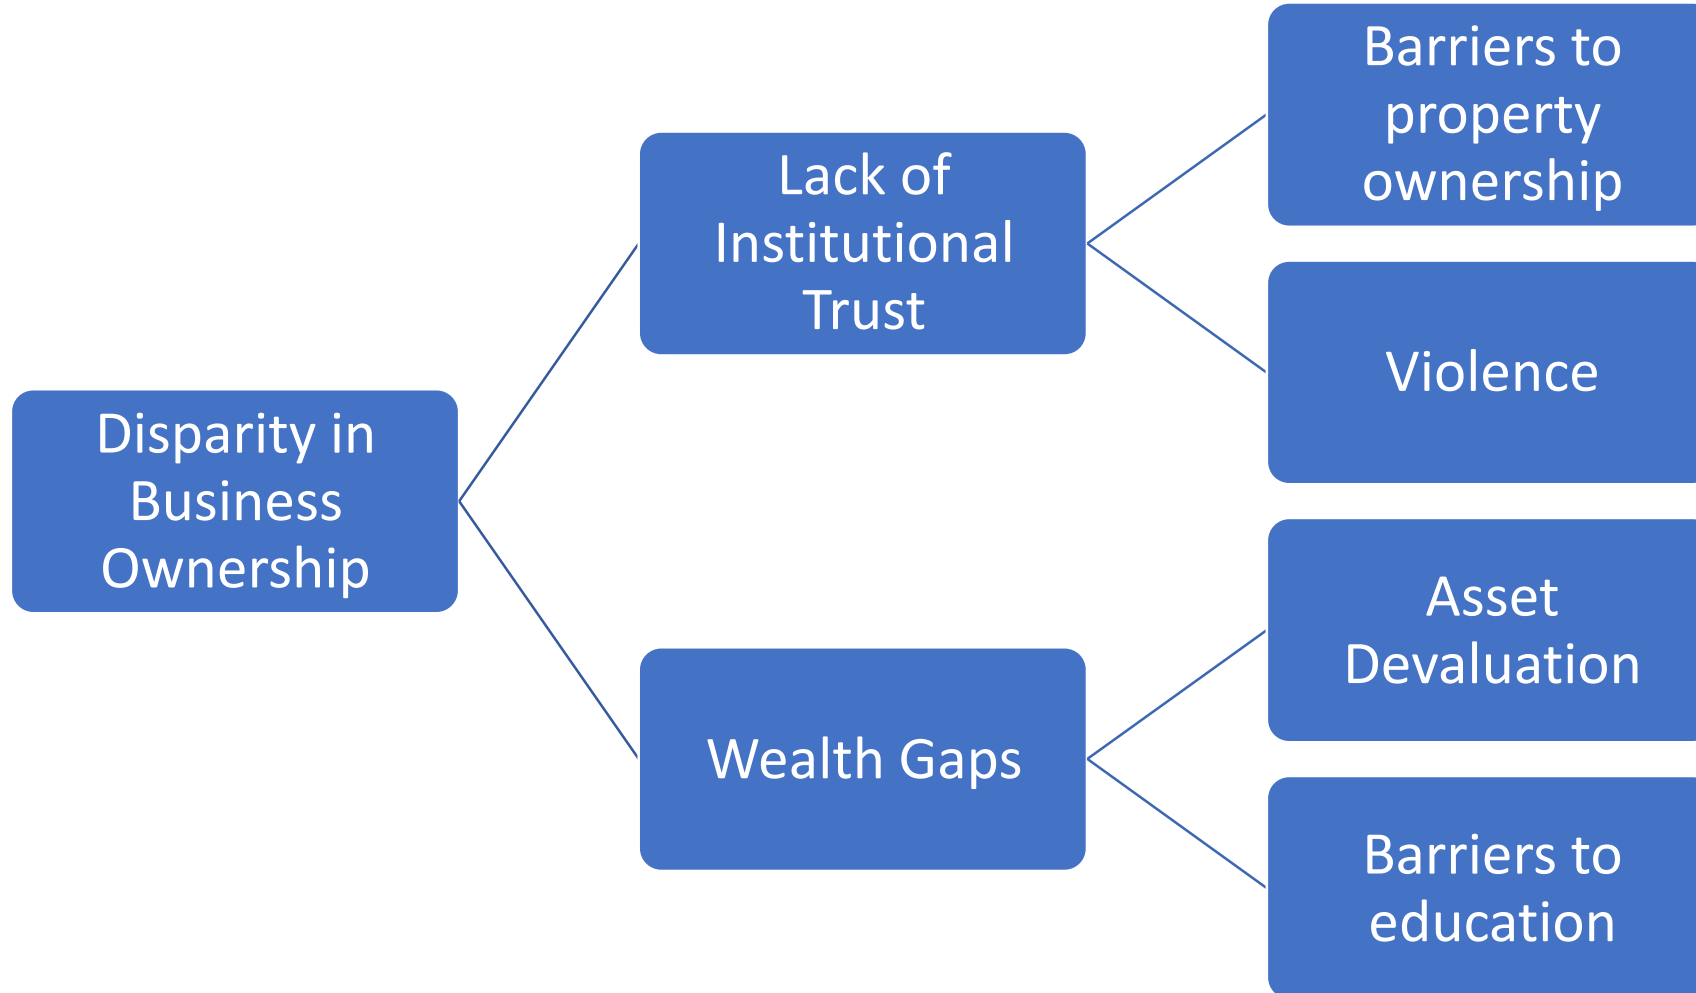 Disparity in
Business
Ownership
Lack of
Institutional
Trust
Barriers to
property
ownership
Violence
Wealth Gaps
Asset
Devaluation
Barriers to
education